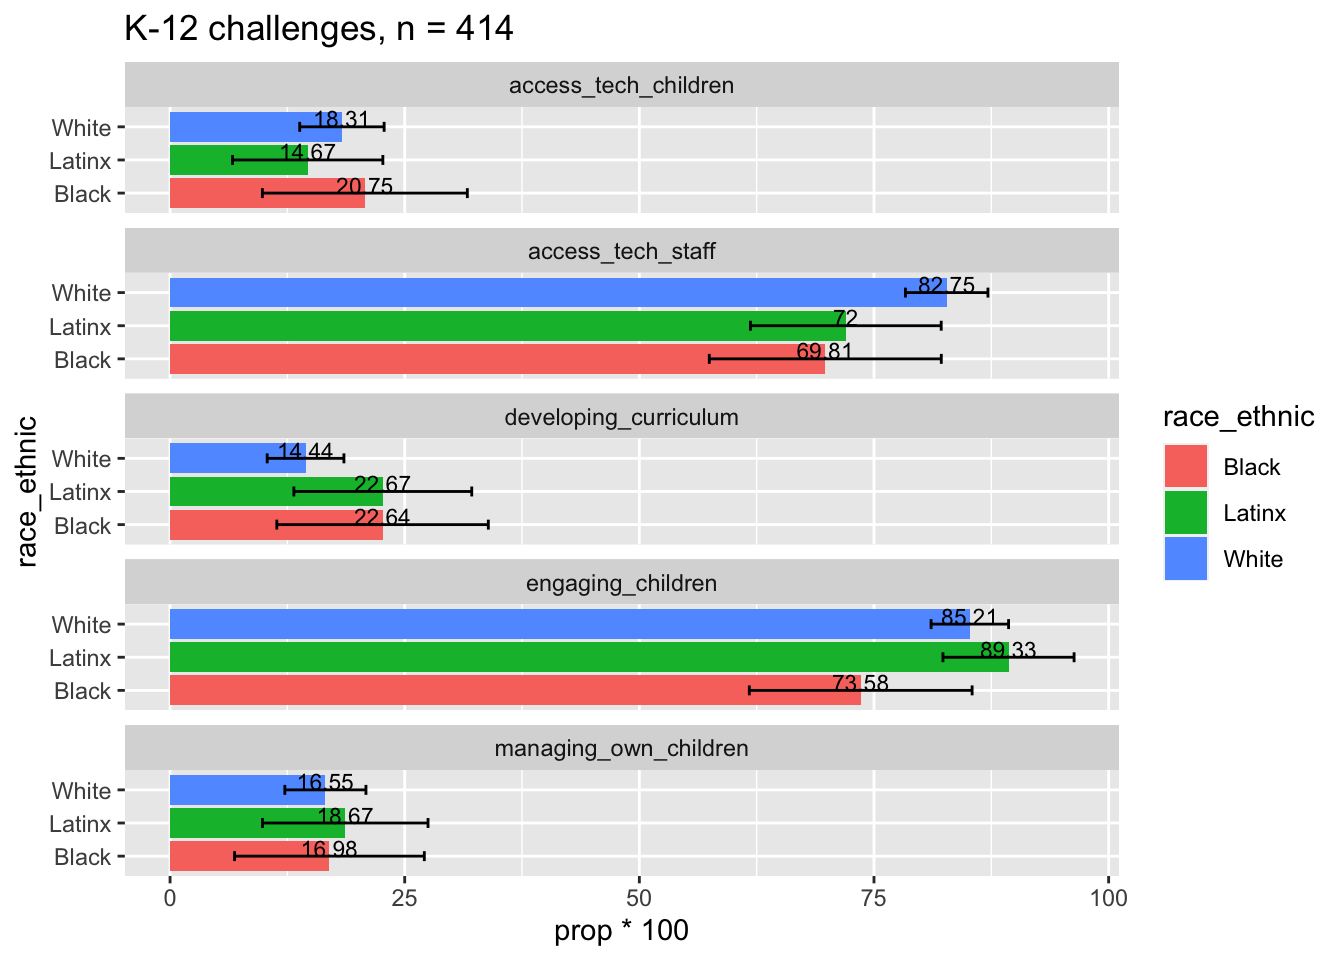 K-12 challenges, n = 414
access_tech_children
White 18.31
Latinx 14.67
Black 20.75
access_tech_staff
White 82.75
Latinx 72
Black 69.81
developing_curriculum
White 14.44
Latinx 22.67
Black 22.64
engaging_children
White 85.21
Latinx 89.33
Black 73.58
managing_own_children
White 16.55
Latinx 18.67
Black 16.98
0 25 50 75 100
prop * 100
race_ethnic
race_ethnic
Black
Latinx
White